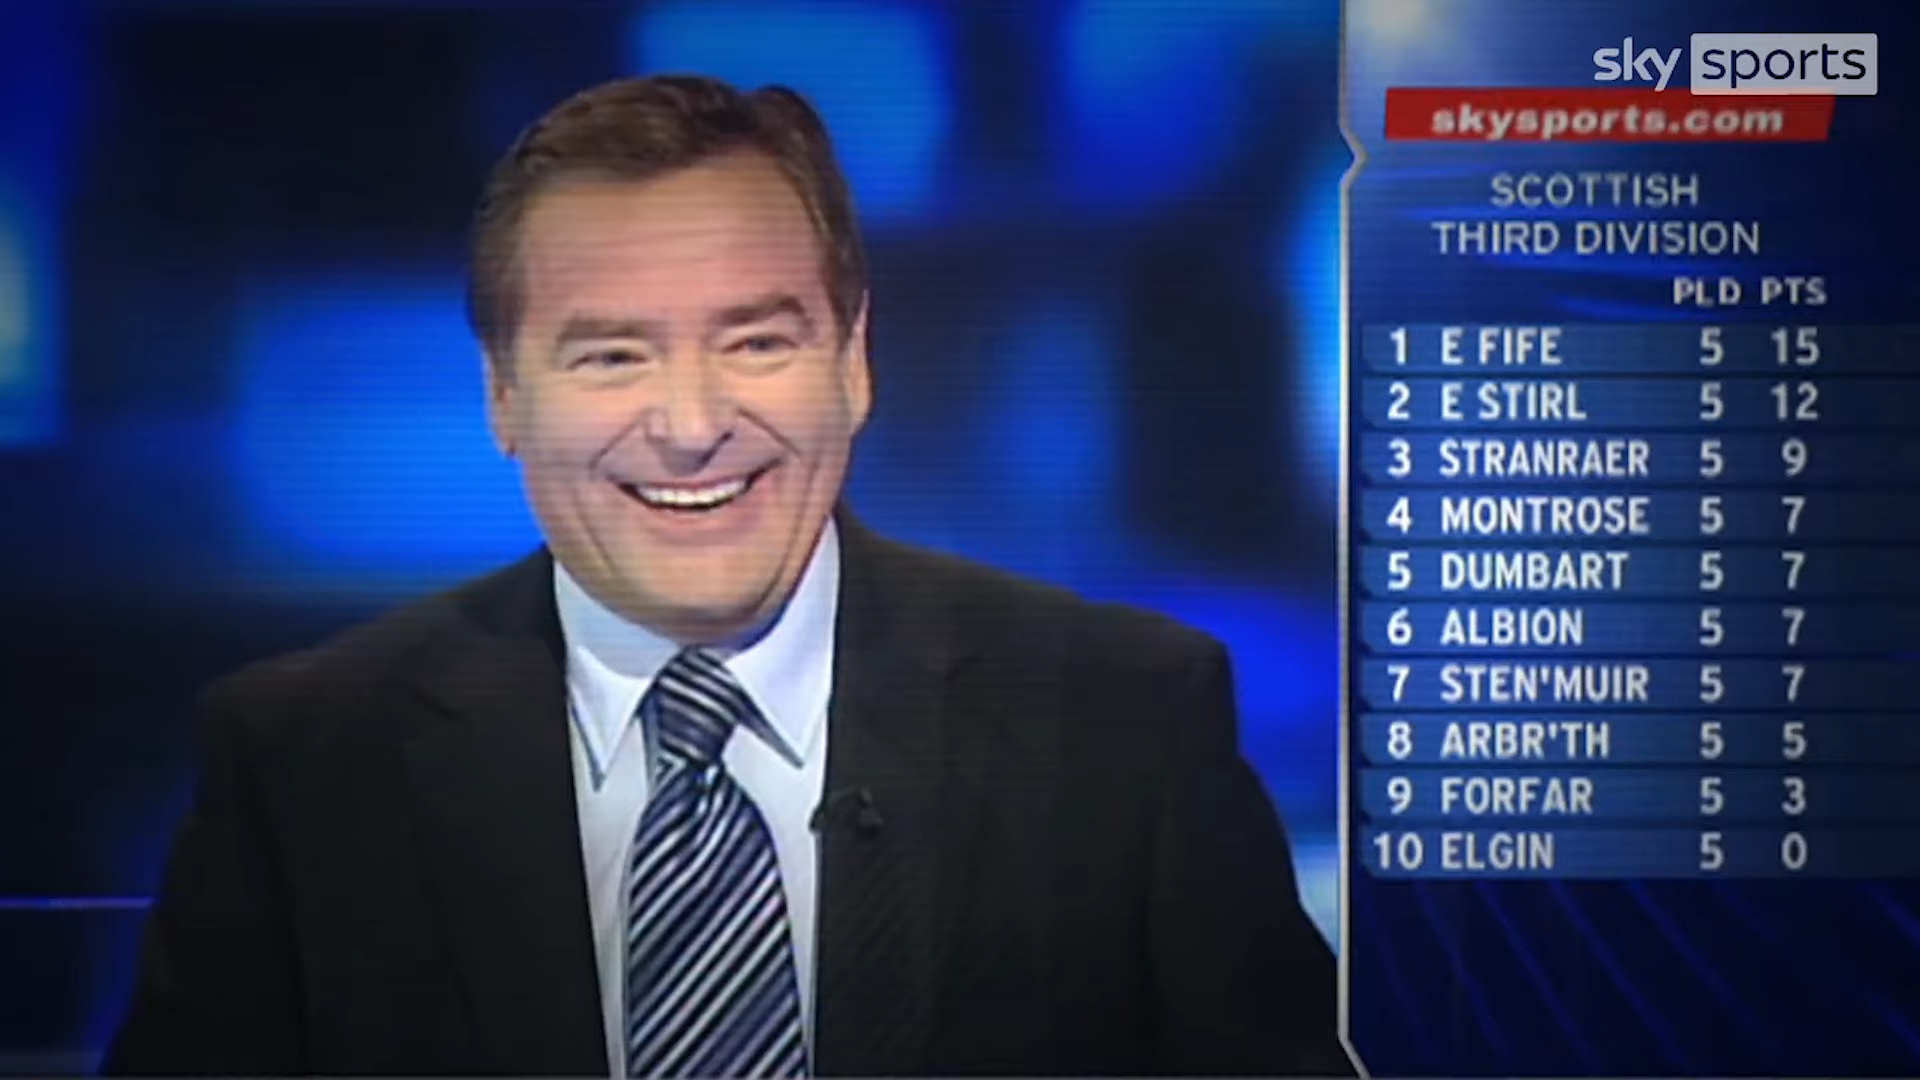 sky sports
skysports.com
SCOTTISH
THIRD DIVISION
PLD PTS
1 E FIFE 5 15
2 E STIRL 5 12
3 STRANRAER 5 9
4 MONTROSE 5 7
5 DUMBART 5 7
6 ALBION 5 7
7 STEN'MUIR 5 7
8 ARBR'TH 5 5
9 FORFAR 5 3
10 ELGIN 5 0